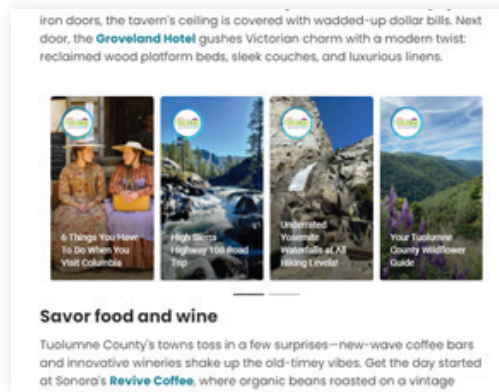 iron doors, the tavern's ceiling is covered with wadded-up dollar bills. Next
door, the Groveland Hotel gushes Victorian charm with a modern twist:
reclaimed wood platform beds, sleek couches, and luxurious linens.
6 Things You Have
To Do When You
Visit Columbia
High Sierra
Highway 108 Road
Trip
Underrated
Yosemite
Waterfalls at All
Hiking Levels!
Your Tuolumne
County Wildflower
Guide
Savor food and wine
Tuolumne County's towns toss in a few surprises—new-wave coffee bars
and innovative wineries shake up the old-timey vibes. Get the day started
at Sonora's Revive Coffee, where organic beans roasted on a vintage